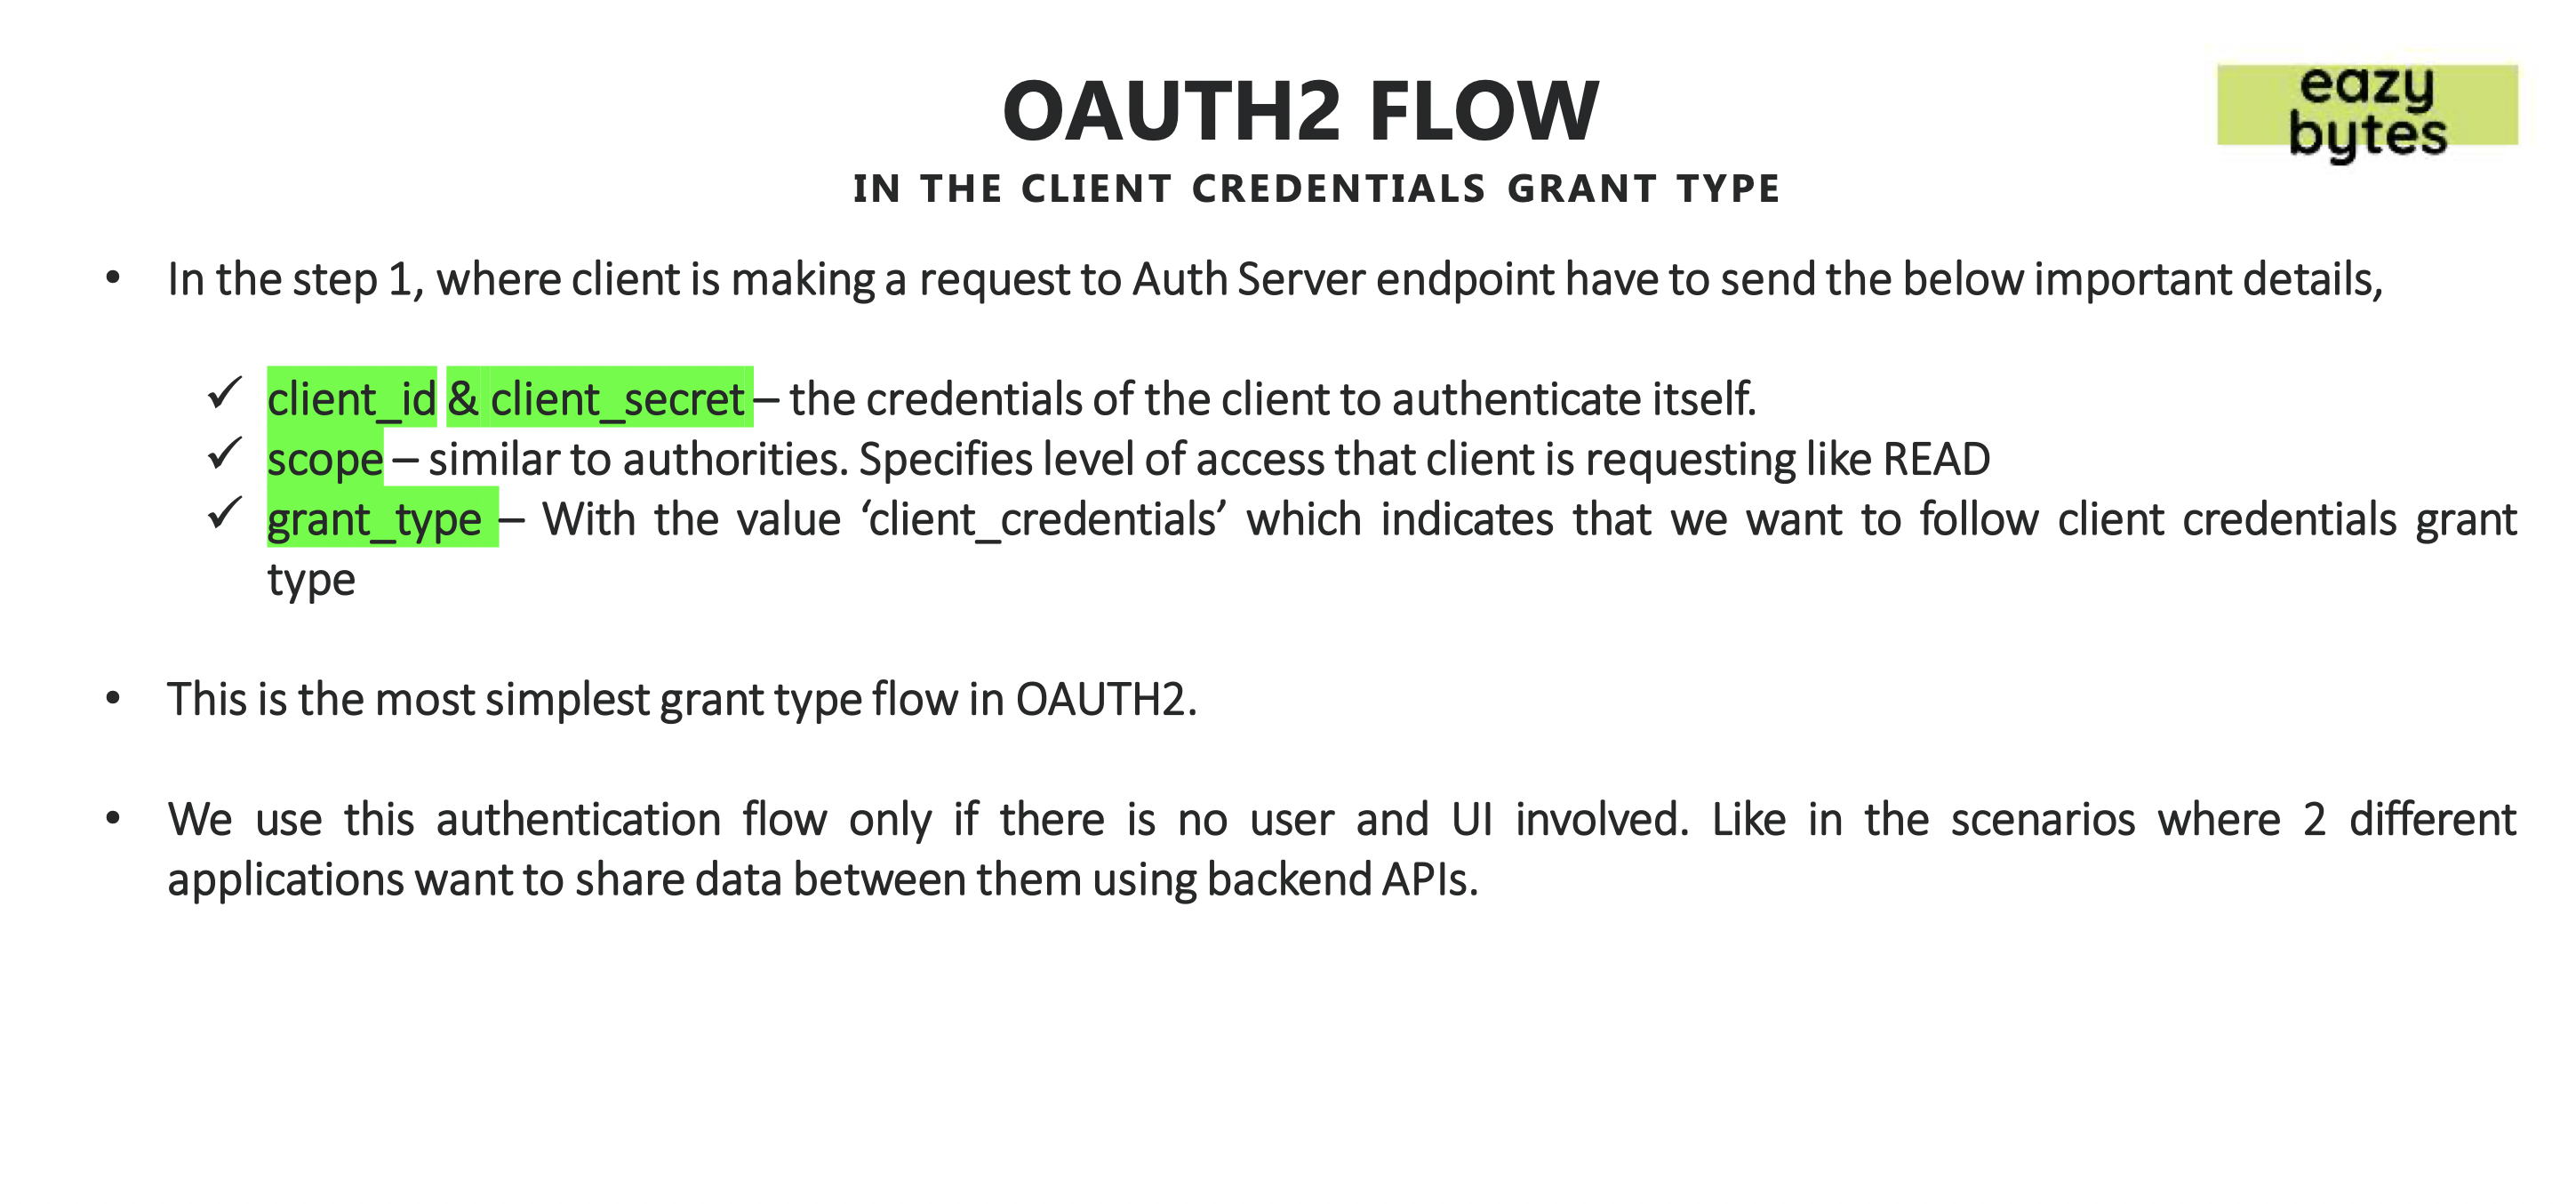 OAUTH2 FLOW
eazy
bytes
IN THE CLIENT CREDENTIALS GRANT TYPE
• In the step 1, where client is making a request to Auth Server endpoint have to send the below important details,
✓ client_id & client_secret – the credentials of the client to authenticate itself.
✓ scope – similar to authorities. Specifies level of access that client is requesting like READ
✓ grant_type – With the value ‘client_credentials’ which indicates that we want to follow client credentials grant
type
• This is the most simplest grant type flow in OAUTH2.
• We use this authentication flow only if there is no user and UI involved. Like in the scenarios where 2 different
applications want to share data between them using backend APIs.